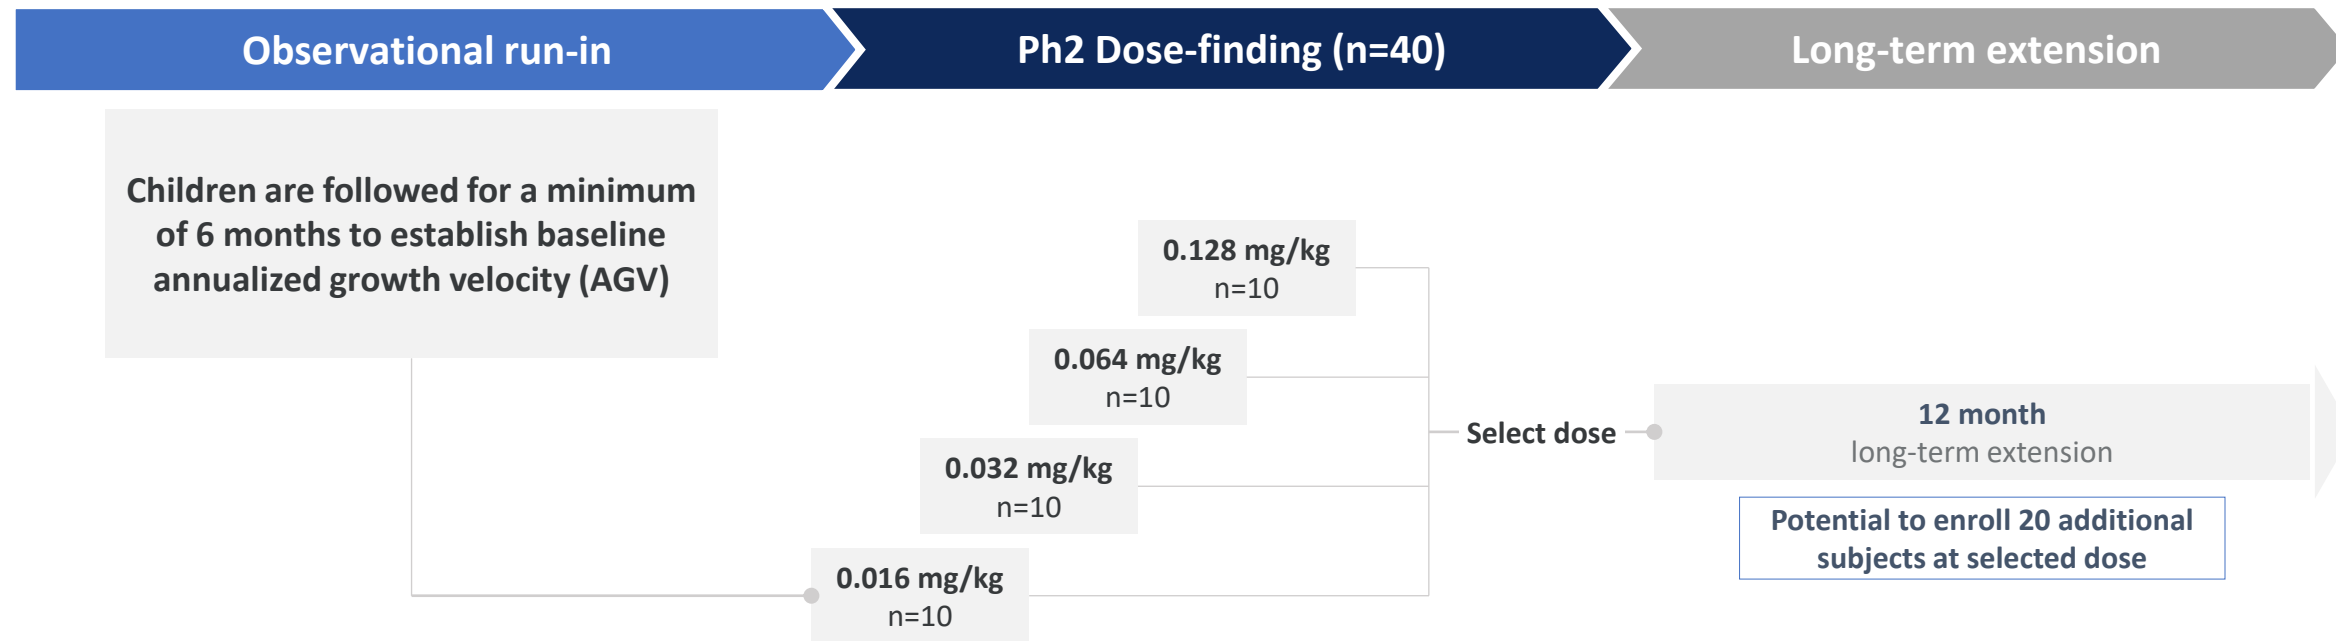 Observational run-in
Ph2 Dose-finding (n=40)
Long-term extension
Children are followed for a minimum
of 6 months to establish baseline
annualized growth velocity (AGV)
0.128 mg/kg
n=10
0.064 mg/kg
n=10
0.032 mg/kg
n=10
0.016 mg/kg
n=10
Select dose
12 month
long-term extension
Potential to enroll 20 additional
subjects at selected dose